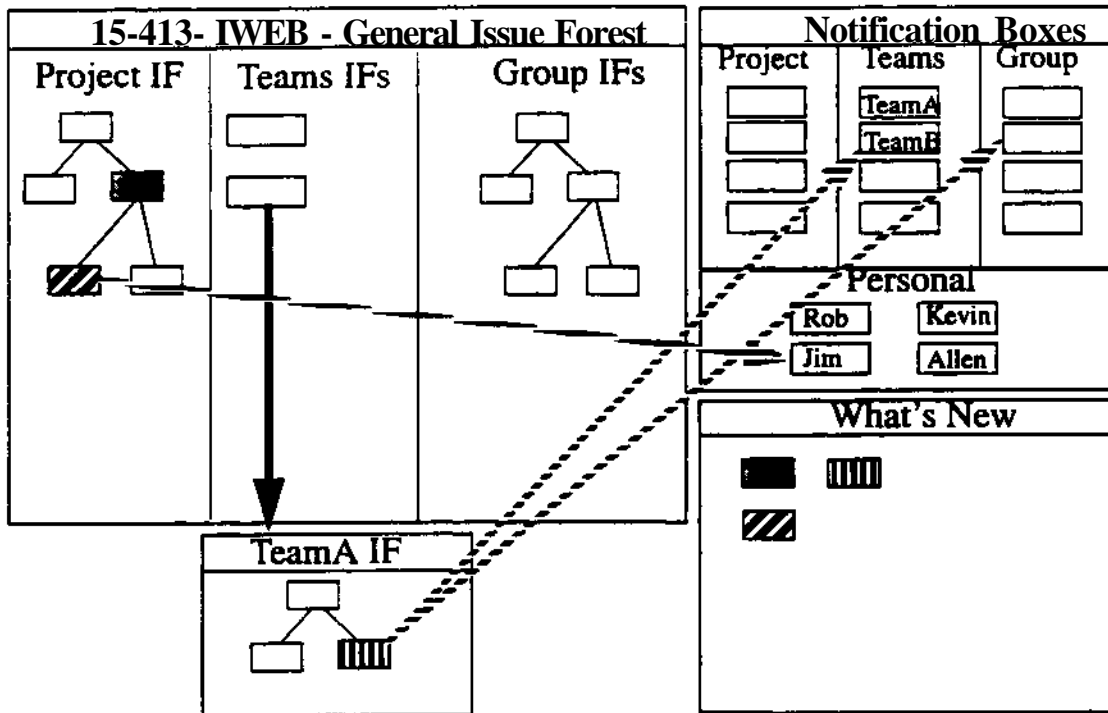 15-413- IWEB - General Issue Forest
Project IF
Teams IFs
Group IFs
Notification Boxes
Project
Teams
Group
TeamA
TeamB
Personal
Rob
Kevin
Jim
Allen
What's New
TeamA IF